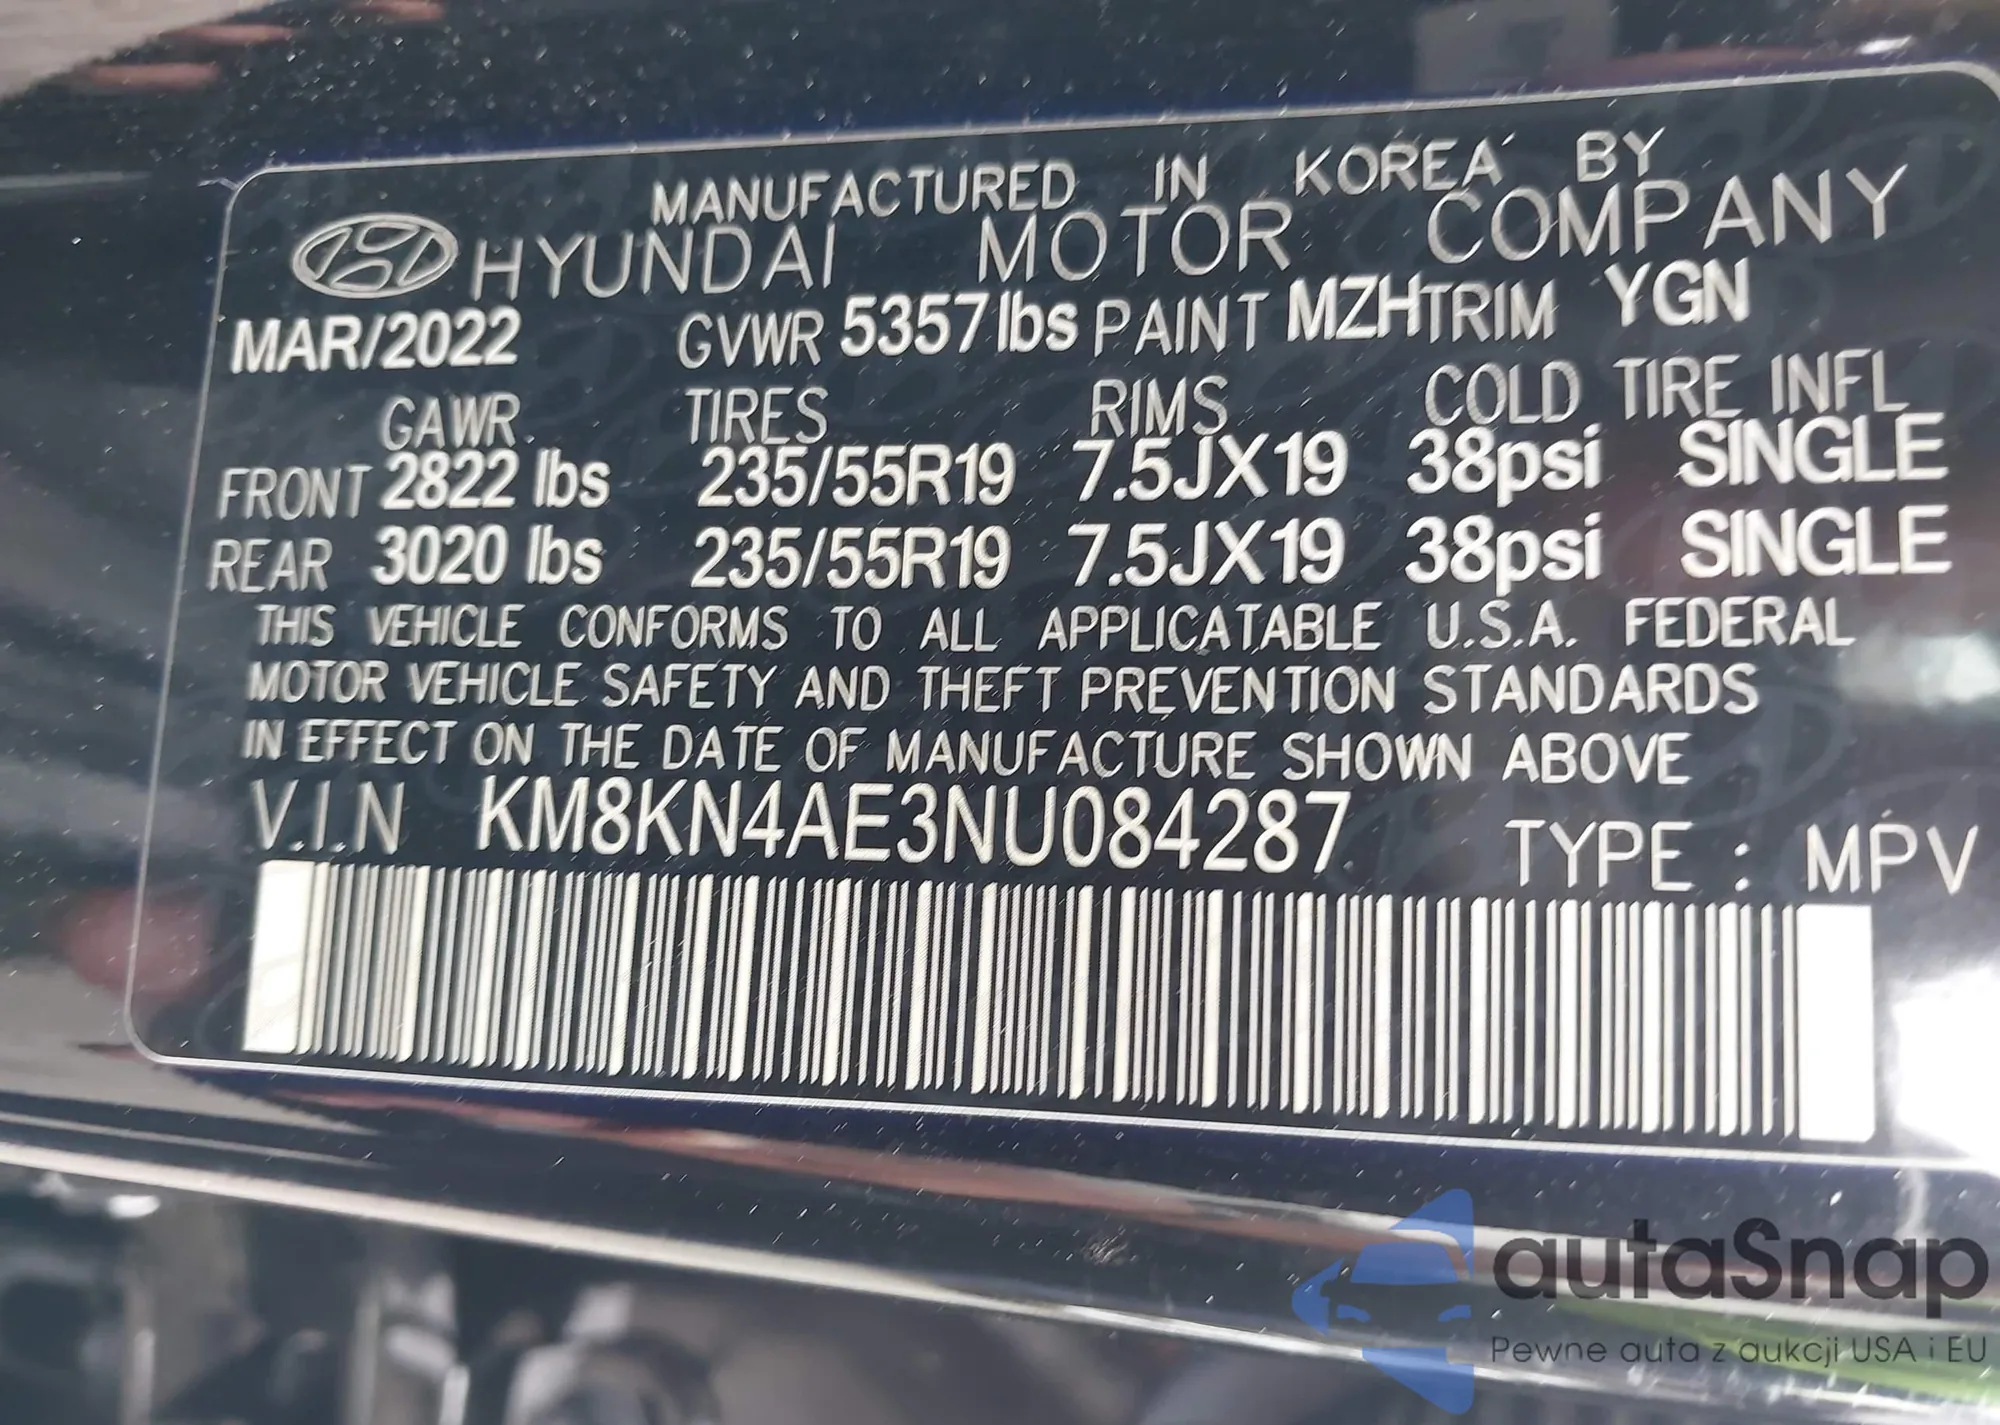 MANUFACTURED IN KOREA BY
HYUNDAI MOTOR COMPANY
MAR/2022 GVWR 5357lbs PAINT MZH TRIM YGN
GAWR TIRES RIMS COLD TIRE INFL
FRONT 2822 lbs 235/55R19 7.5JX19 38psi SINGLE
REAR 3020 lbs 235/55R19 7.5JX19 38psi SINGLE
THIS VEHICLE CONFORMS TO ALL APPLICATABLE U.S.A. FEDERAL
MOTOR VEHICLE SAFETY AND THEFT PREVENTION STANDARDS
IN EFFECT ON THE DATE OF MANUFACTURE SHOWN ABOVE
V.I.N KM8KN4AE3NU084287 TYPE : MPV
autaSnap
Pewne auta z aukcji USA i EU